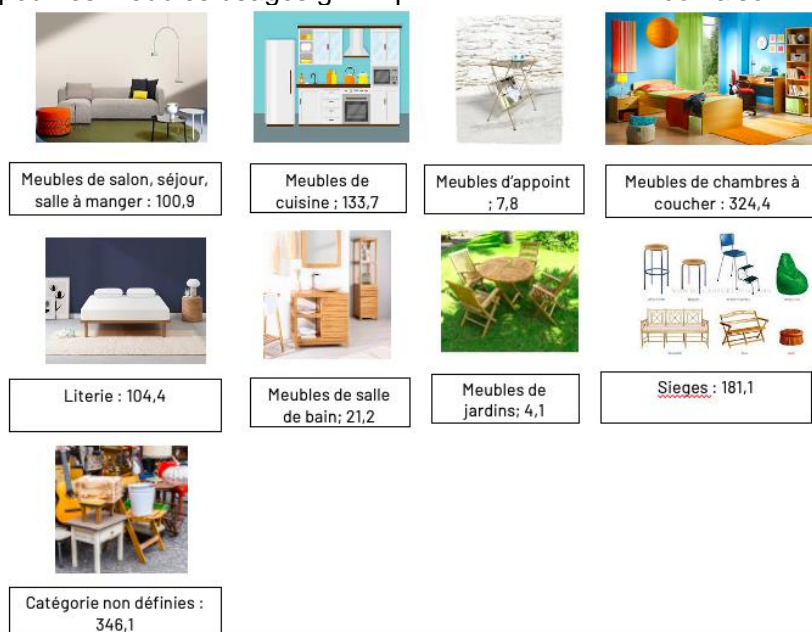 Meubles de salon, séjour,
salle à manger : 100,9
Meubles de
cuisine ; 133,7
Meubles d'appoint
; 7,8
Meubles de chambres à
coucher : 324,4
Literie : 104,4
Meubles de salle
de bain; 21,2
Meubles de
jardins; 4,1
Sieges : 181,1
Catégorie non définies :
346,1